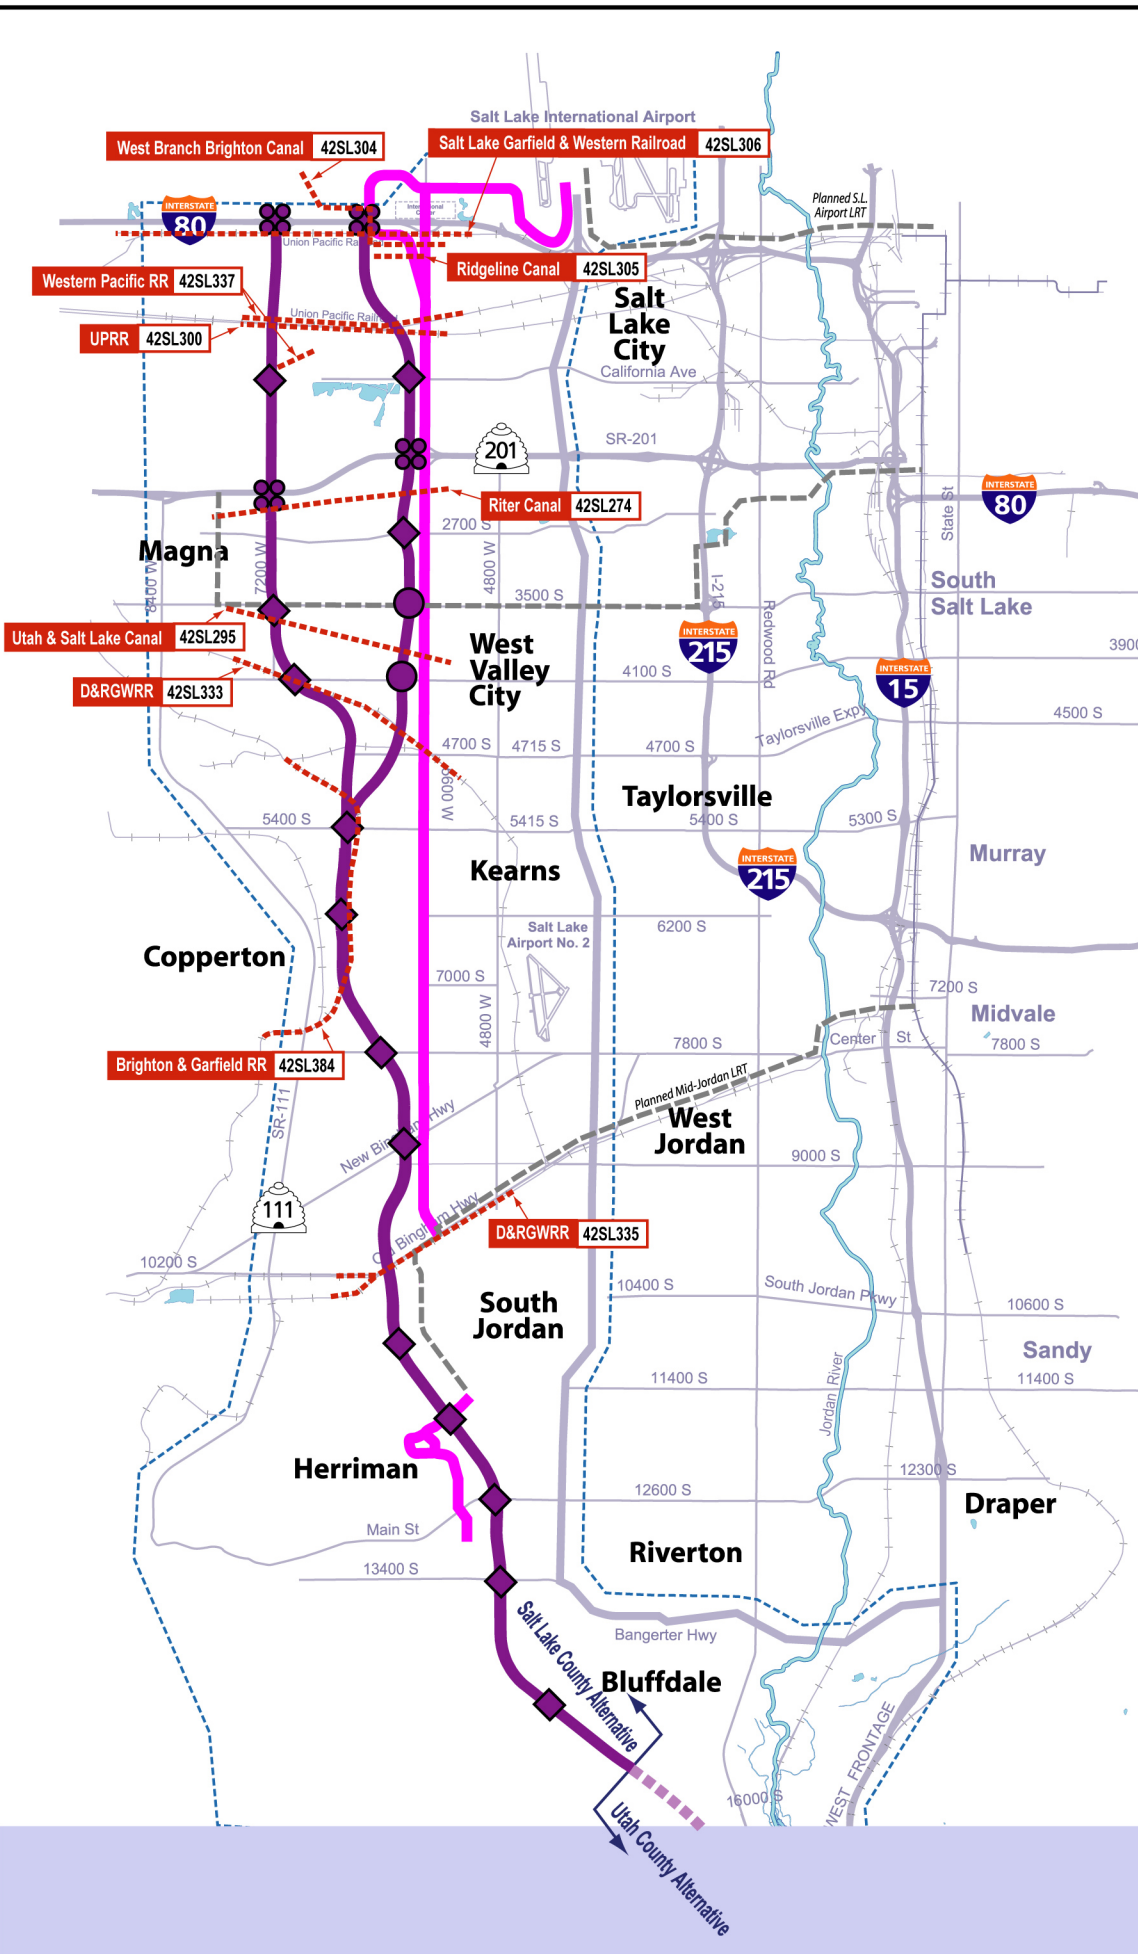 Salt Lake International Airport
West Branch Brighton Canal 42SL304
Salt Lake Garfield & Western Railroad 42SL306
Planned S.L.
Airport LRT
INTERSTATE
80
International
Center
Union Pacific Rai
Ridgeline Canal 42SL305
Western Pacific RR 42SL337
Salt
Lake
City
Union Pacific Railr
UPRR 42SL300
California Ave
SR-201
201
INTERSTATE
80
Riter Canal 42SL274
State St
2700 S
Magna
8400 W
7200 W
4800 W
I-215
3500 S
South
Salt Lake
Redwood Rd
Utah & Salt Lake Canal 42SL295
West
Valley
City
INTERSTATE
215
3900
4100 S
INTERSTATE
15
D&RGWRR 42SL333
4500 S
Taylorsville Expy
4700 S
4715 S
4700 S
5600 W
Taylorsville
5400 S
5415 S
5400 S
5300 S
Murray
INTERSTATE
215
Kearns
6200 S
Salt Lake
Airport No. 2
Copperton
7000 S
7200 S
4800 W
Midvale
7800 S
Center St
7800 S
Brighton & Garfield RR 42SL384
Planned Mid-Jordan LRT
SR-111
New Bingham Hwy
West
Jordan
9000 S
111
Old Bingham Hwy
D&RGWRR 42SL335
10200 S
10400 S
South Jordan Pkwy
10600 S
South
Jordan
Sandy
11400 S
11400 S
Jordan River
Herriman
12300 S
12600 S
Draper
Main St
Riverton
13400 S
Bangerter Hwy
Salt Lake County Alternative
Bluffdale
WEST FRONTAGE
16000 S
Utah County Alternative